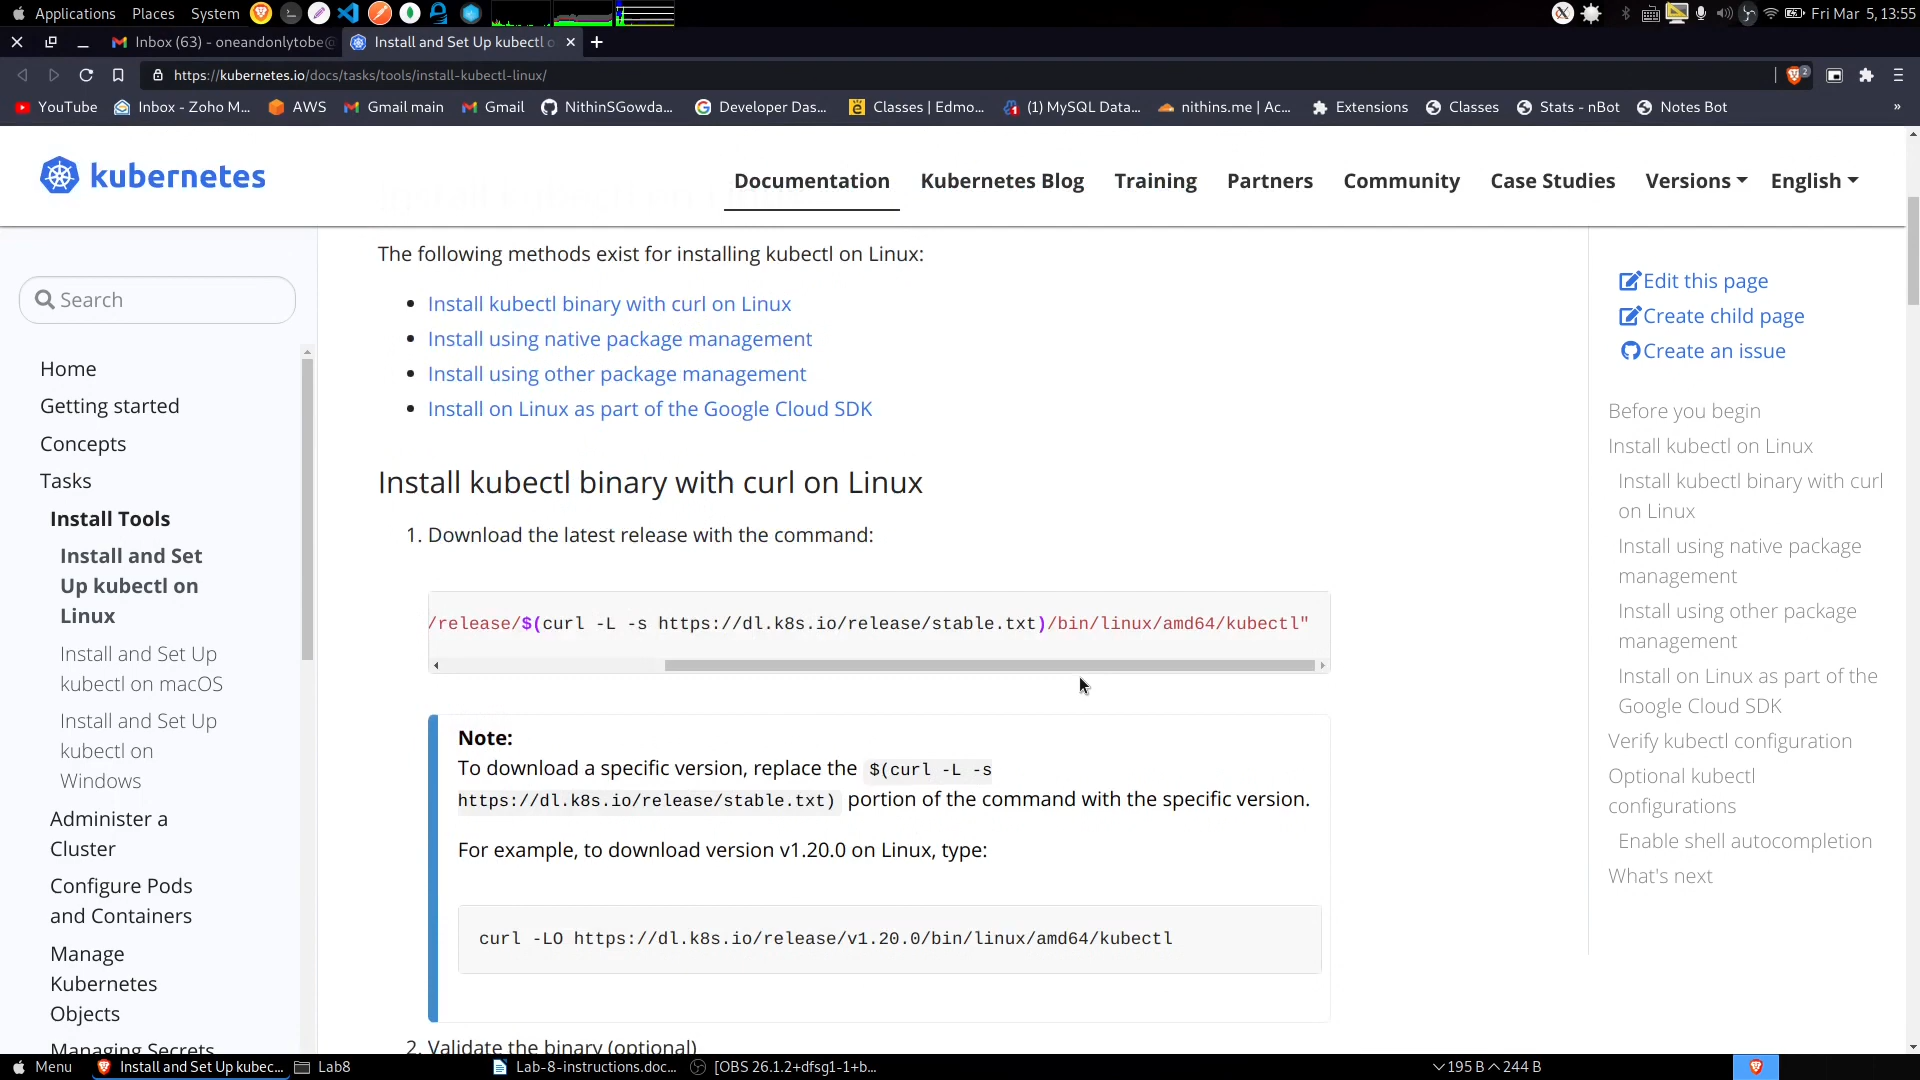 Applications Places System Fri Mar 5, 13:55
Inbox (63) - oneandonlytobe@ Install and Set Up kubectl o
https://kubernetes.io/docs/tasks/tools/install-kubectl-linux/ 2
YouTube Inbox - Zoho M... AWS Gmail main Gmail NithinSGowda... Developer Das... Classes | Edmo... (1) MySQL Data... nithins.me | Ac... Extensions Classes Stats - nBot Notes Bot »
kubernetes Documentation Kubernetes Blog Training Partners Community Case Studies Versions English
Search
Home
Getting started
Concepts
Tasks
Install Tools
Install and Set
Up kubectl on
Linux
Install and Set Up
kubectl on macOS
Install and Set Up
kubectl on
Windows
Administer a
Cluster
Configure Pods
and Containers
Manage
Kubernetes
Objects
Managing Secrets
The following methods exist for installing kubectl on Linux:
Install kubectl binary with curl on Linux
Install using native package management
Install using other package management
Install on Linux as part of the Google Cloud SDK
Install kubectl binary with curl on Linux
1. Download the latest release with the command:
/release/$(curl -L -s https://dl.k8s.io/release/stable.txt)/bin/linux/amd64/kubectl"
Note:
To download a specific version, replace the $(curl -L -s
https://dl.k8s.io/release/stable.txt) portion of the command with the specific version.
For example, to download version v1.20.0 on Linux, type:
curl -LO https://dl.k8s.io/release/v1.20.0/bin/linux/amd64/kubectl
2. Validate the binary (optional)
Edit this page
Create child page
Create an issue
Before you begin
Install kubectl on Linux
Install kubectl binary with curl
on Linux
Install using native package
management
Install using other package
management
Install on Linux as part of the
Google Cloud SDK
Verify kubectl configuration
Optional kubectl
configurations
Enable shell autocompletion
What's next
Menu Install and Set Up kubec... Lab8 Lab-8-instructions.doc... [OBS 26.1.2+dfsg1-1+b... 195 B 244 B